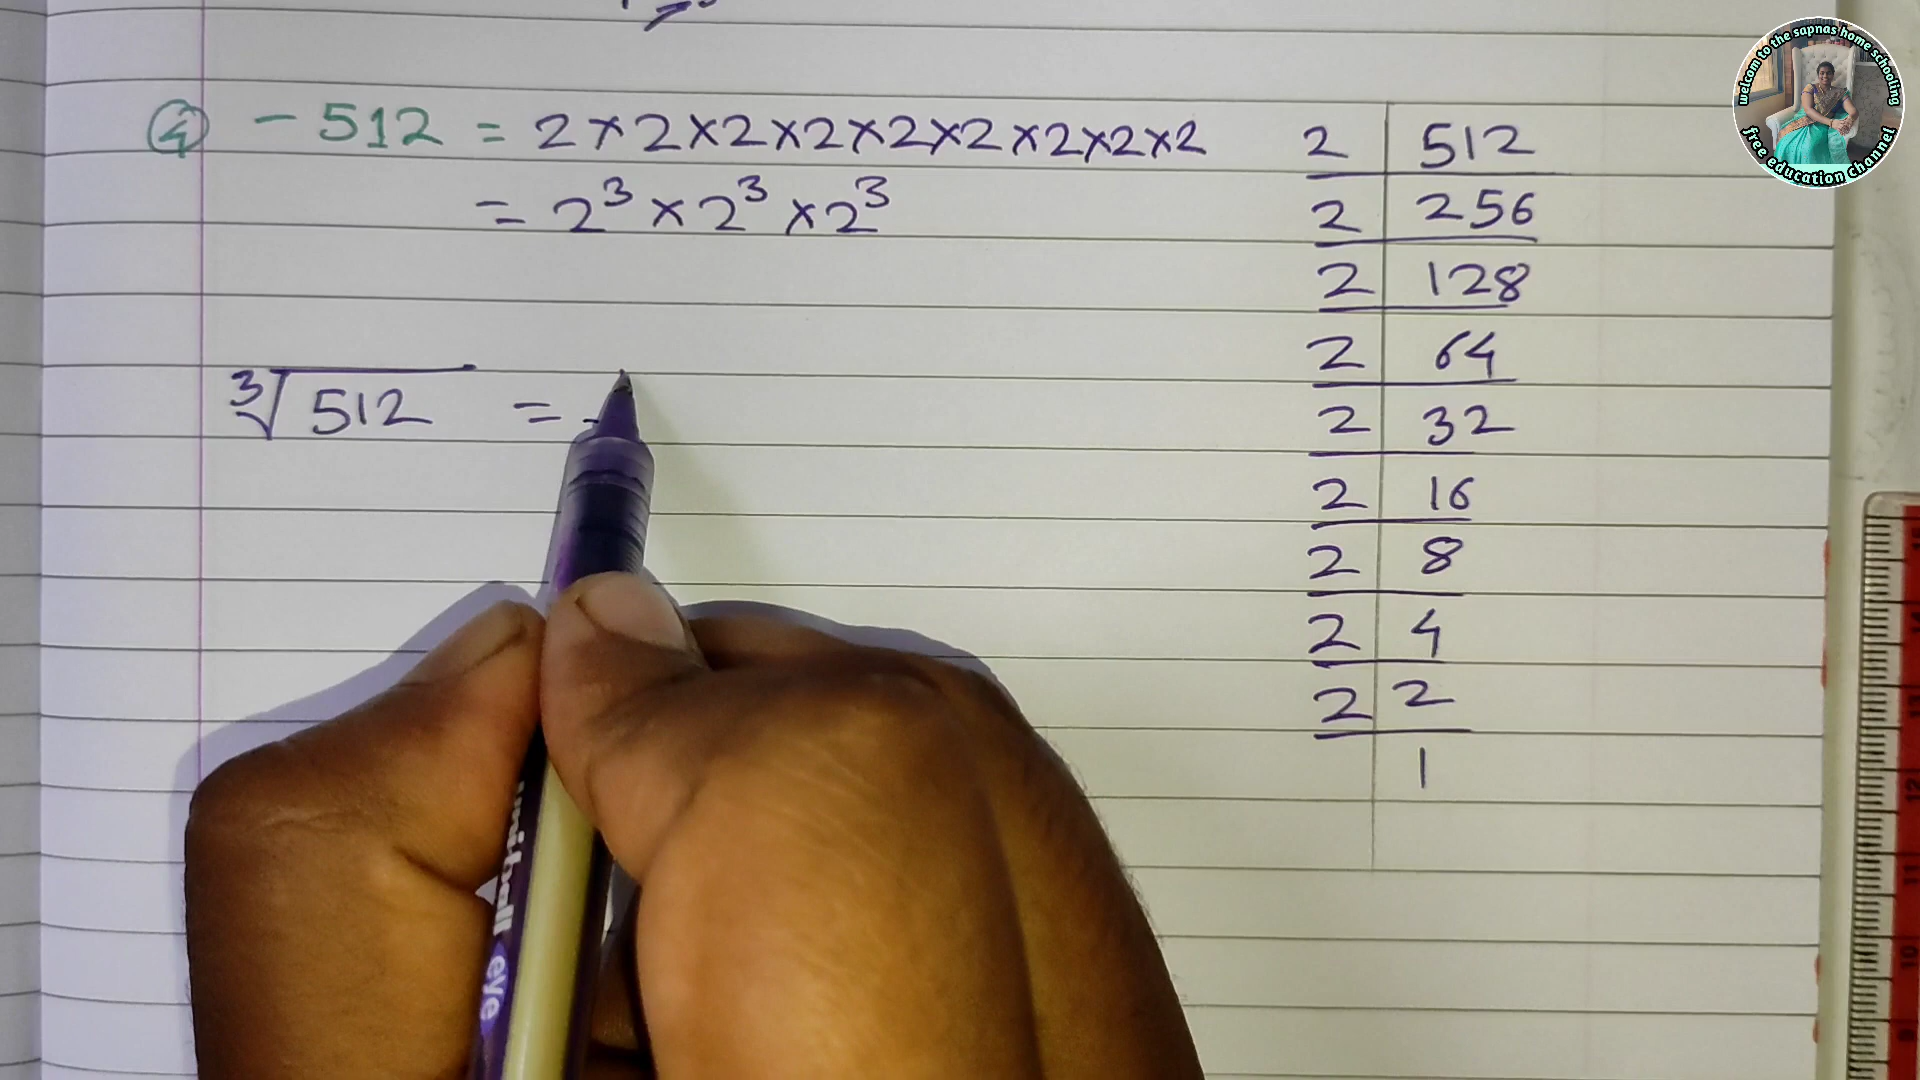 ④ - 512 = 2×2×2×2×2×2×2×2×2
= 2³ × 2³ × 2³
∛512 = -
2 | 512
2 | 256
2 | 128
2 | 64
2 | 32
2 | 16
2 | 8
2 | 4
2 | 2
1
welcom to the sapnas home schooling
free education channel
uniball eye